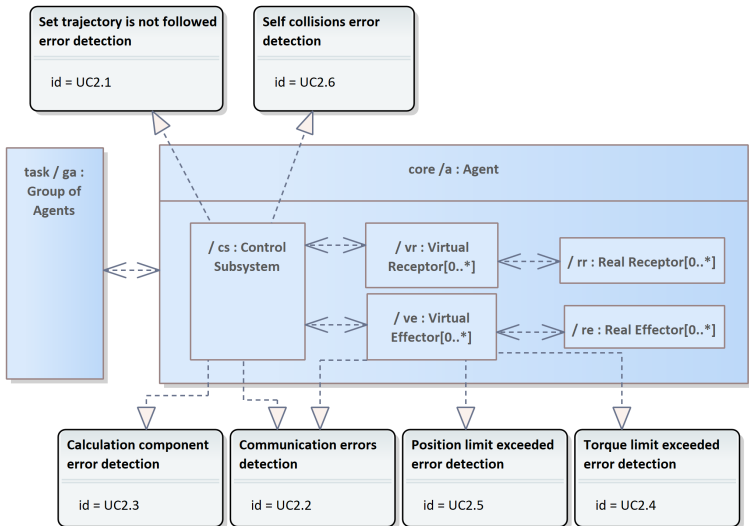 Set trajectory is not followed
error detection
id = UC2.1
Self collisions error
detection
id = UC2.6
task / ga :
Group of
Agents
core /a : Agent
/ cs : Control
Subsystem
/ vr : Virtual
Receptor[0..*]
/ rr : Real Receptor[0..*]
/ ve : Virtual
Effector[0..*]
/ re : Real Effector[0..*]
Calculation component
error detection
id = UC2.3
Communication errors
detection
id = UC2.2
Position limit exceeded
error detection
id = UC2.5
Torque limit exceeded
error detection
id = UC2.4